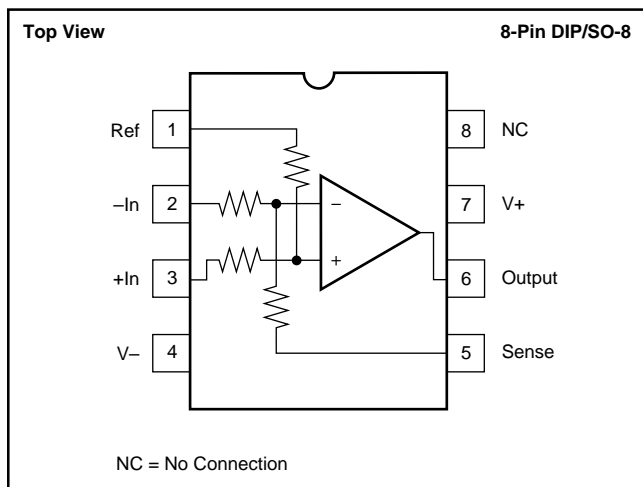 Top View 8-Pin DIP/SO-8
Ref 1 8 NC
–In 2 – 7 V+
+In 3 + 6 Output
V– 4 5 Sense
NC = No Connection